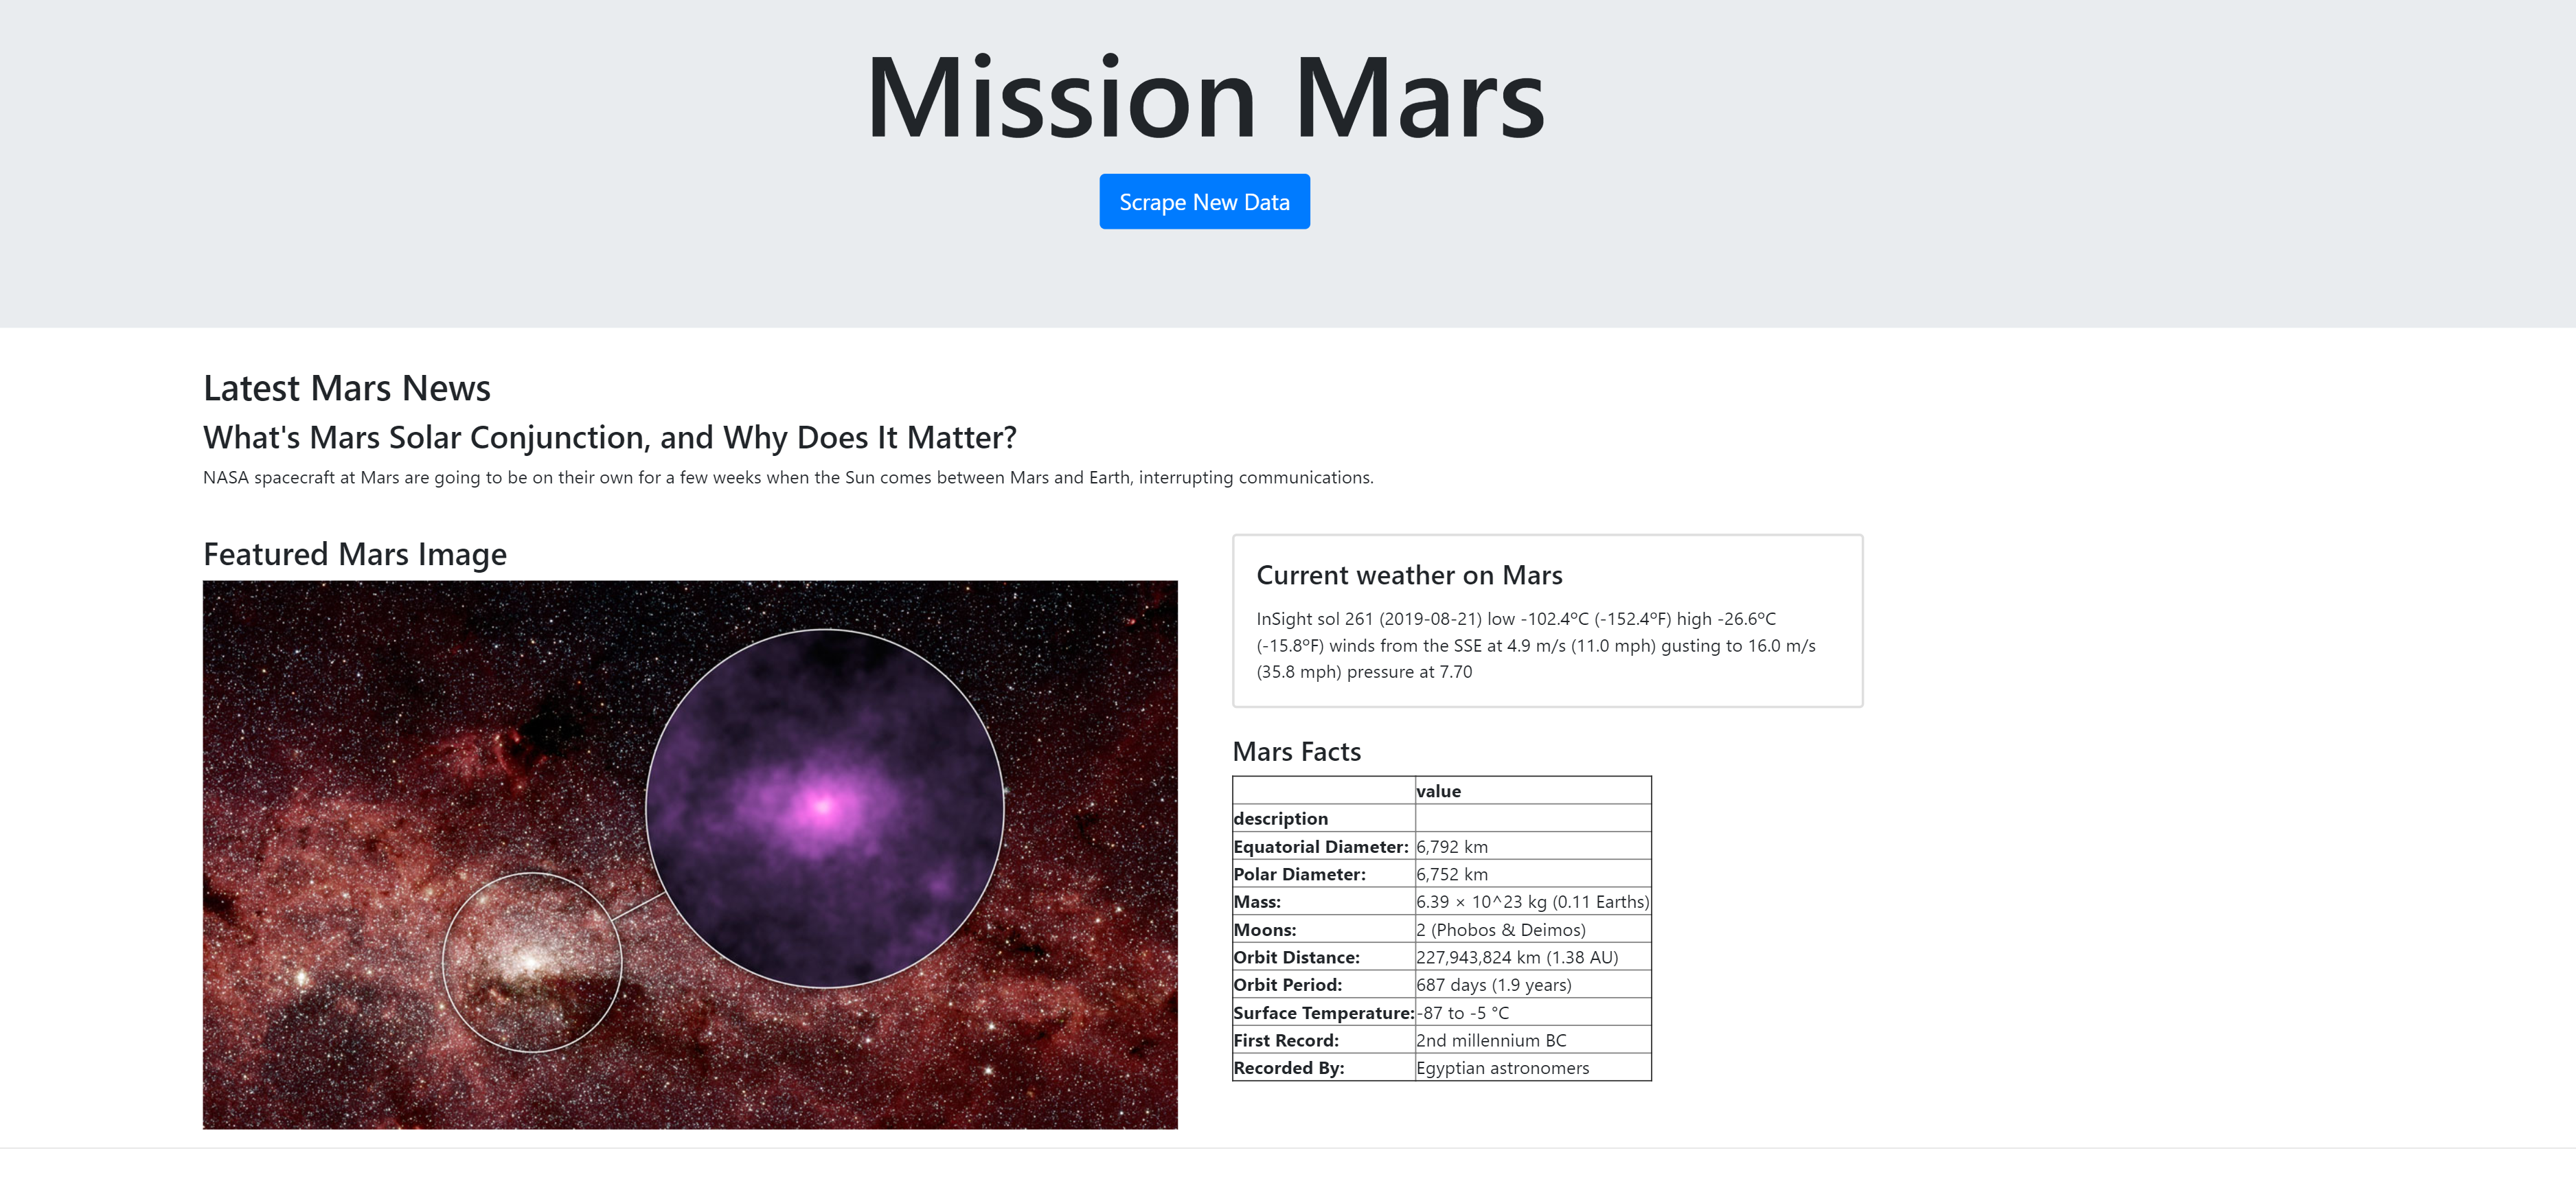 Mission Mars
Scrape New Data
Latest Mars News
What's Mars Solar Conjunction, and Why Does It Matter?
NASA spacecraft at Mars are going to be on their own for a few weeks when the Sun comes between Mars and Earth, interrupting communications.
Featured Mars Image
Current weather on Mars
InSight sol 261 (2019-08-21) low -102.4ºC (-152.4ºF) high -26.6ºC
(-15.8ºF) winds from the SSE at 4.9 m/s (11.0 mph) gusting to 16.0 m/s
(35.8 mph) pressure at 7.70
Mars Facts
value
description
Equatorial Diameter: 6,792 km
Polar Diameter: 6,752 km
Mass: 6.39 × 10^23 kg (0.11 Earths)
Moons: 2 (Phobos & Deimos)
Orbit Distance: 227,943,824 km (1.38 AU)
Orbit Period: 687 days (1.9 years)
Surface Temperature: -87 to -5 °C
First Record: 2nd millennium BC
Recorded By: Egyptian astronomers